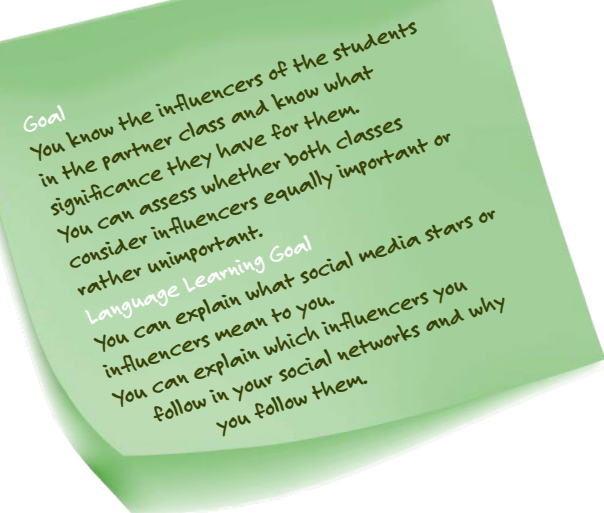 Goal
You know the influencers of the students
in the partner class and know what
significance they have for them.
You can assess whether both classes
consider influencers equally important or
rather unimportant.
Language Learning Goal
You can explain what social media stars or
influencers mean to you.
You can explain which influencers you
follow in your social networks and why
you follow them.